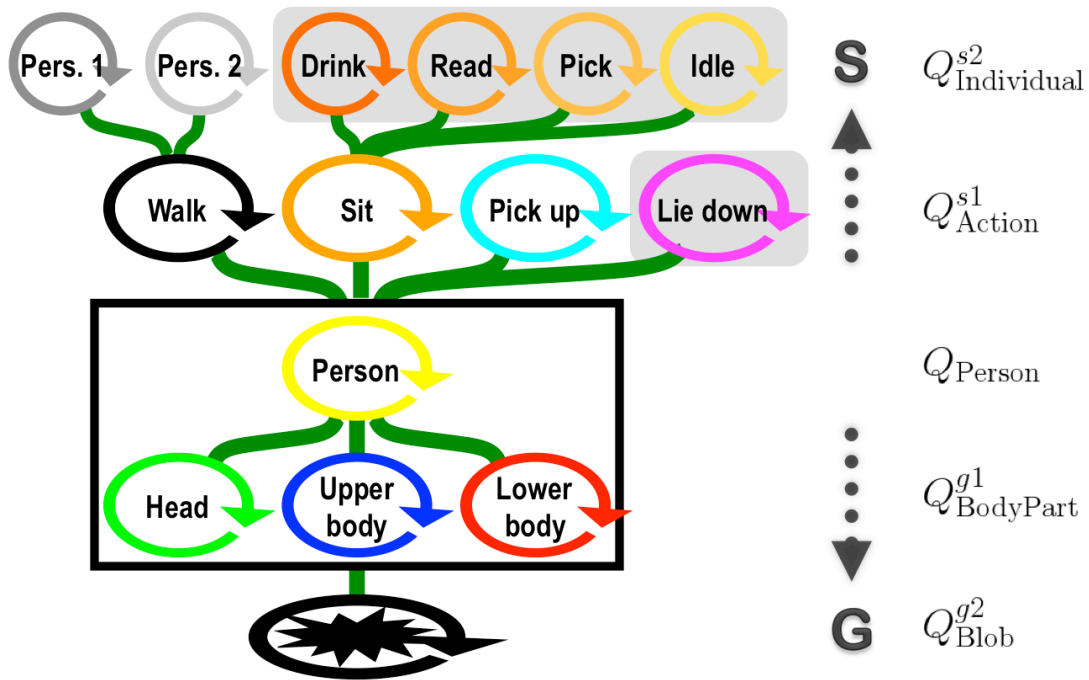 Pers. 1 Pers. 2 Drink Read Pick Idle S Q^{s2}_{Individual}
Walk Sit Pick up Lie down Q^{s1}_{Action}
Person Q_{Person}
Head Upper body Lower body Q^{g1}_{BodyPart}
G Q^{g2}_{Blob}